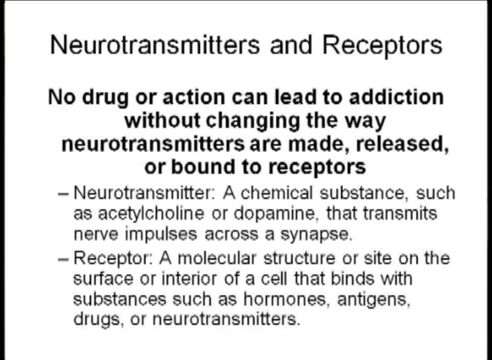 Neurotransmitters and Receptors
No drug or action can lead to addiction
without changing the way
neurotransmitters are made, released,
or bound to receptors
– Neurotransmitter: A chemical substance, such
as acetylcholine or dopamine, that transmits
nerve impulses across a synapse.
– Receptor: A molecular structure or site on the
surface or interior of a cell that binds with
substances such as hormones, antigens,
drugs, or neurotransmitters.